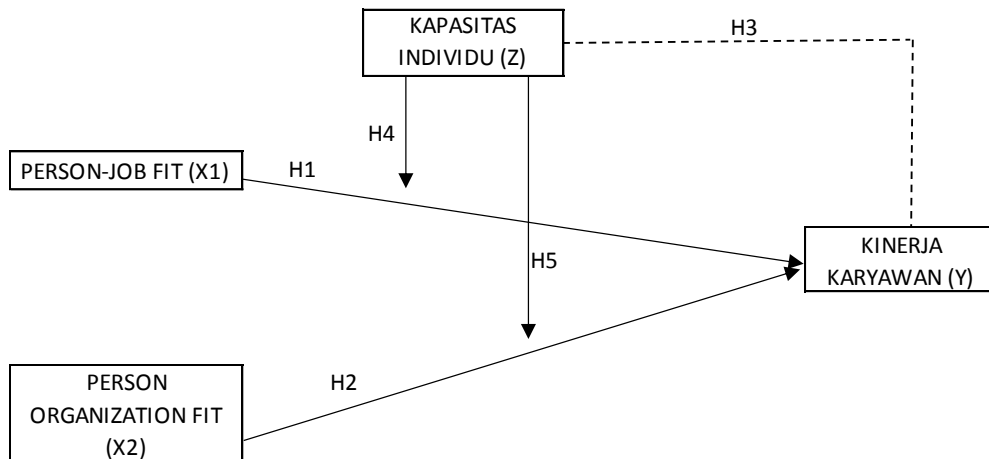 KAPASITAS
INDIVIDU (Z)
H3
H4
PERSON-JOB FIT (X1)
H1
KINERJA
KARYAWAN (Y)
H5
PERSON
ORGANIZATION FIT
(X2)
H2